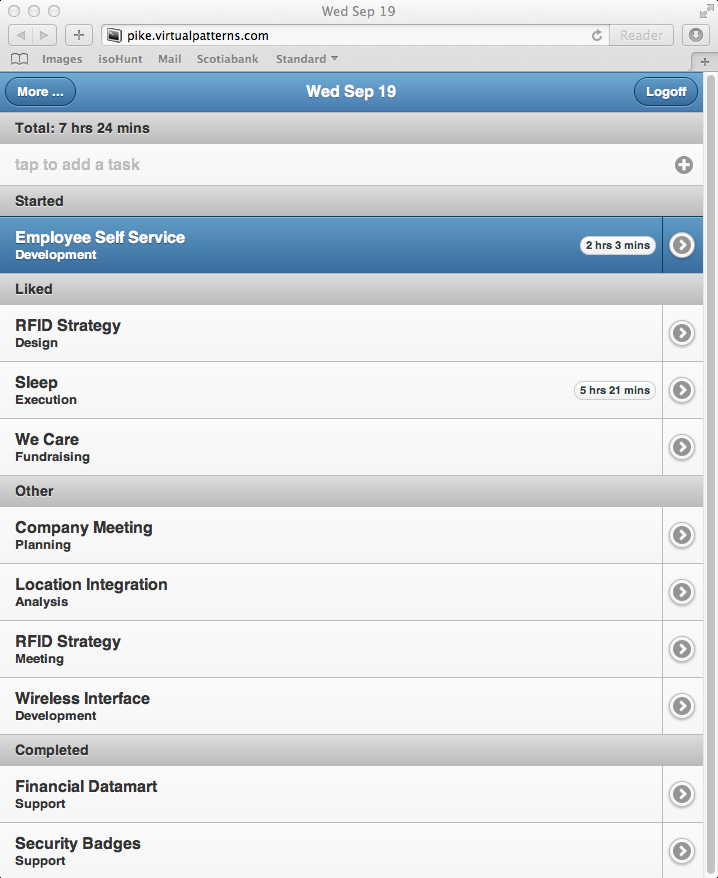 Wed Sep 19
pike.virtualpatterns.com
Reader
Images isoHunt Mail Scotiabank Standard
More ...
Wed Sep 19
Logoff
Total: 7 hrs 24 mins
tap to add a task
Started
Employee Self Service
Development
2 hrs 3 mins
Liked
RFID Strategy
Design
Sleep
Execution
5 hrs 21 mins
We Care
Fundraising
Other
Company Meeting
Planning
Location Integration
Analysis
RFID Strategy
Meeting
Wireless Interface
Development
Completed
Financial Datamart
Support
Security Badges
Support